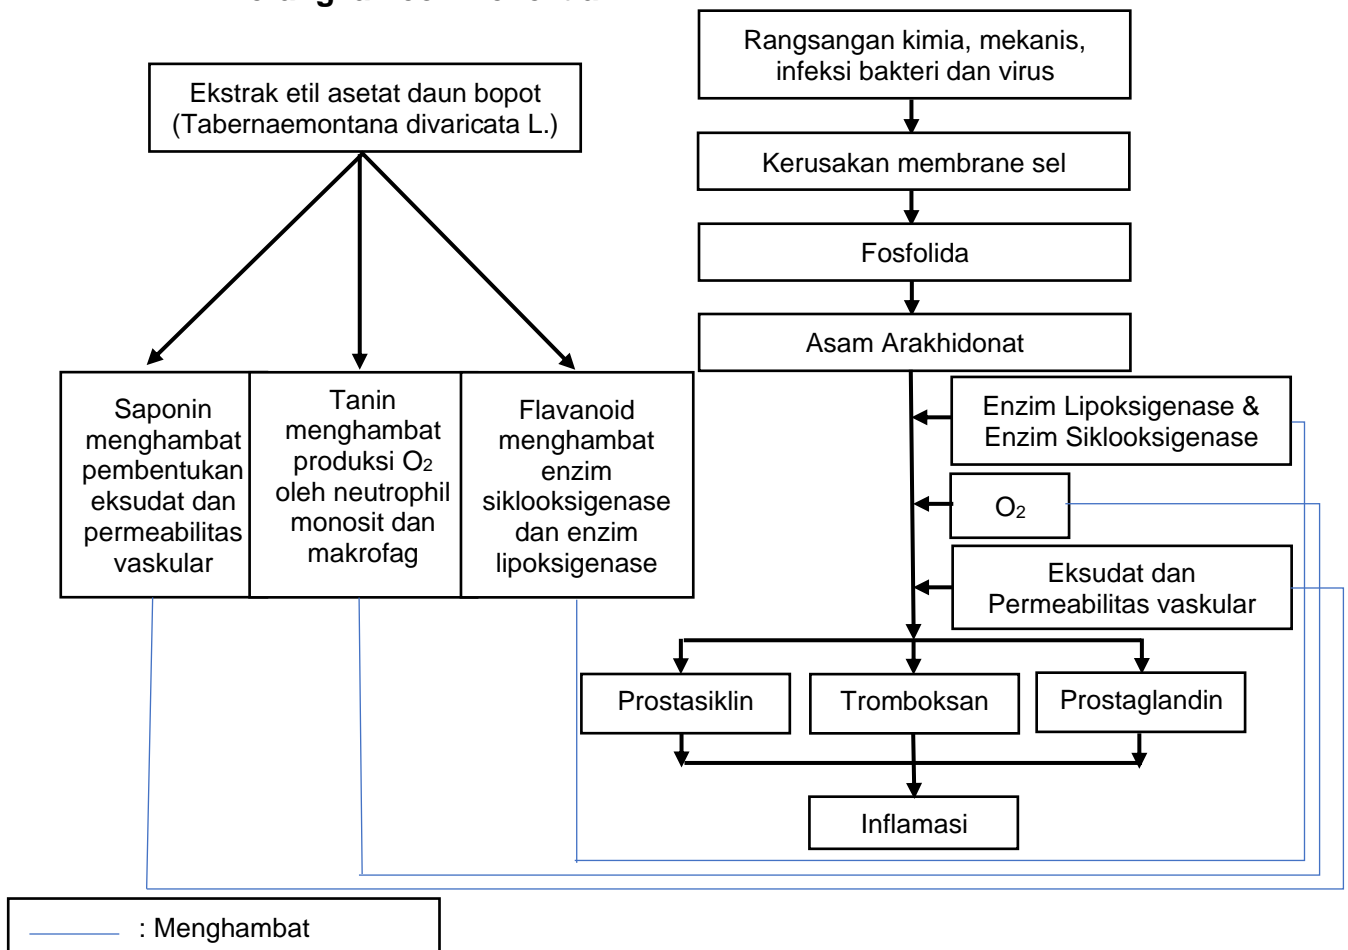 Rangsangan kimia, mekanis,
infeksi bakteri dan virus
Ekstrak etil asetat daun bopot
(Tabernaemontana divaricata L.)
Kerusakan membrane sel
Fosfolida
Asam Arakhidonat
Saponin
menghambat
pembentukan
eksudat dan
permeabilitas
vaskular
Tanin
menghambat
produksi O2
oleh neutrophil
monosit dan
makrofag
Flavanoid
menghambat
enzim
siklooksigenase
dan enzim
lipoksigenase
Enzim Lipoksigenase &
Enzim Siklooksigenase
O2
Eksudat dan
Permeabilitas vaskular
Prostasiklin
Tromboksan
Prostaglandin
Inflamasi
: Menghambat